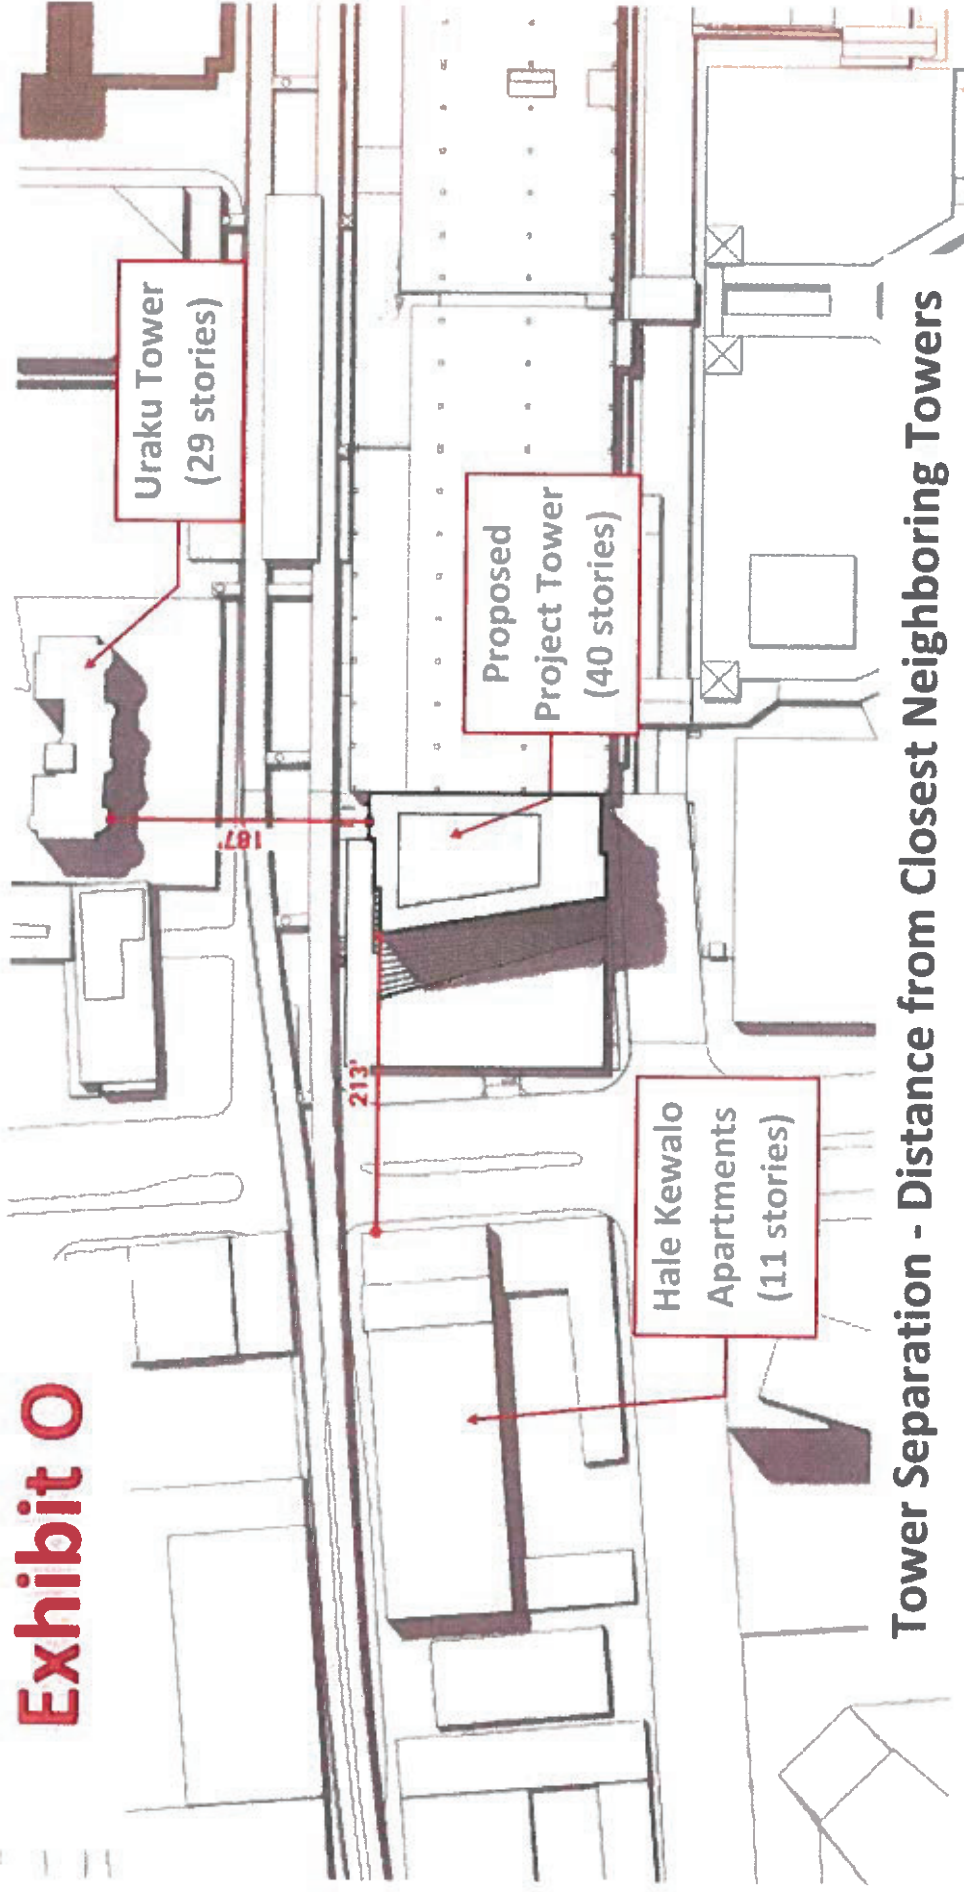 Exhibit O
Uraku Tower
(29 stories)
187'
Proposed
Project Tower
(40 stories)
213'
Hale Kewalo
Apartments
(11 stories)
Tower Separation - Distance from Closest Neighboring Towers